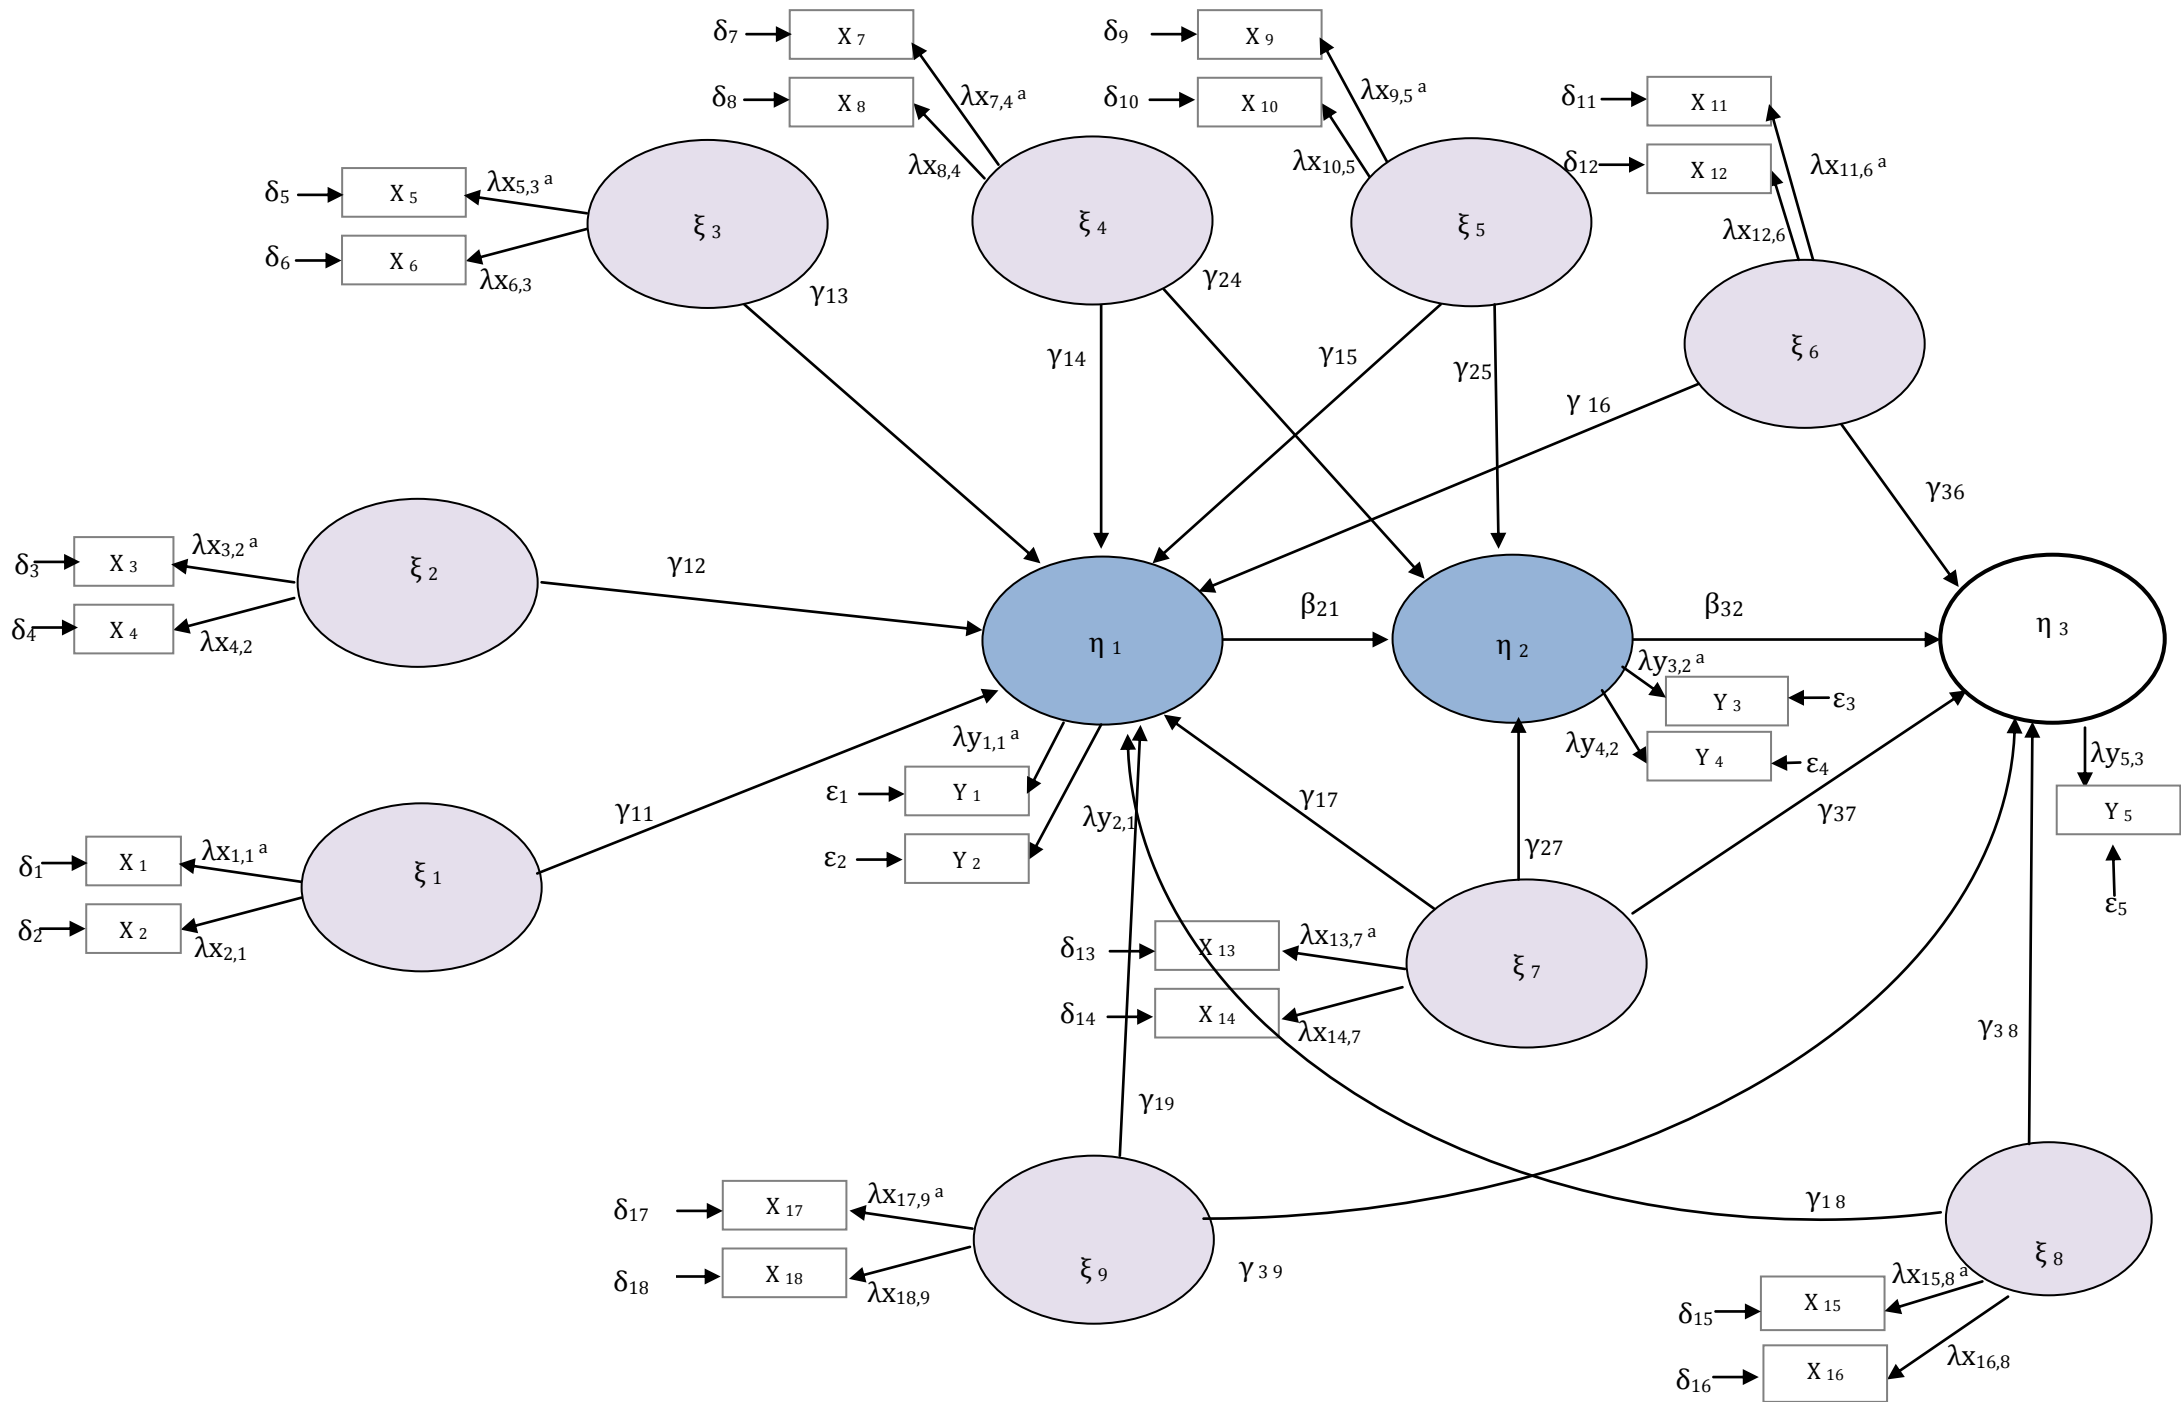 δ7
X 7
δ9
X 9
λx7,4 a
λx9,5 a
δ8
X 8
δ10
X 10
δ11
X 11
λx8,4
λx10,5
δ12
X 12
λx11,6 a
δ5
X 5
λx5,3 a
ξ 3
ξ 4
ξ 5
λx12,6
δ6
X 6
λx6,3
γ13
γ24
γ14
γ15
γ25
ξ 6
γ 16
γ36
δ3
X 3
λx3,2 a
ξ 2
γ12
δ4
X 4
λx4,2
η 1
β21
η 2
β32
η 3
λy3,2 a
Y 3
ε3
λy1,1 a
λy4,2
Y 4
ε4
λy5,3
ε1
Y 1
λy2,1
γ17
γ37
Y 5
γ11
ε2
Y 2
γ27
ε5
δ1
X 1
λx1,1 a
ξ 1
δ2
X 2
λx2,1
δ13
X 13
λx13,7 a
ξ 7
δ14
X 14
λx14,7
γ3 8
γ19
δ17
X 17
λx17,9 a
γ1 8
δ18
X 18
λx18,9
ξ 9
γ 3 9
ξ 8
λx15,8 a
δ15
X 15
λx16,8
δ16
X 16